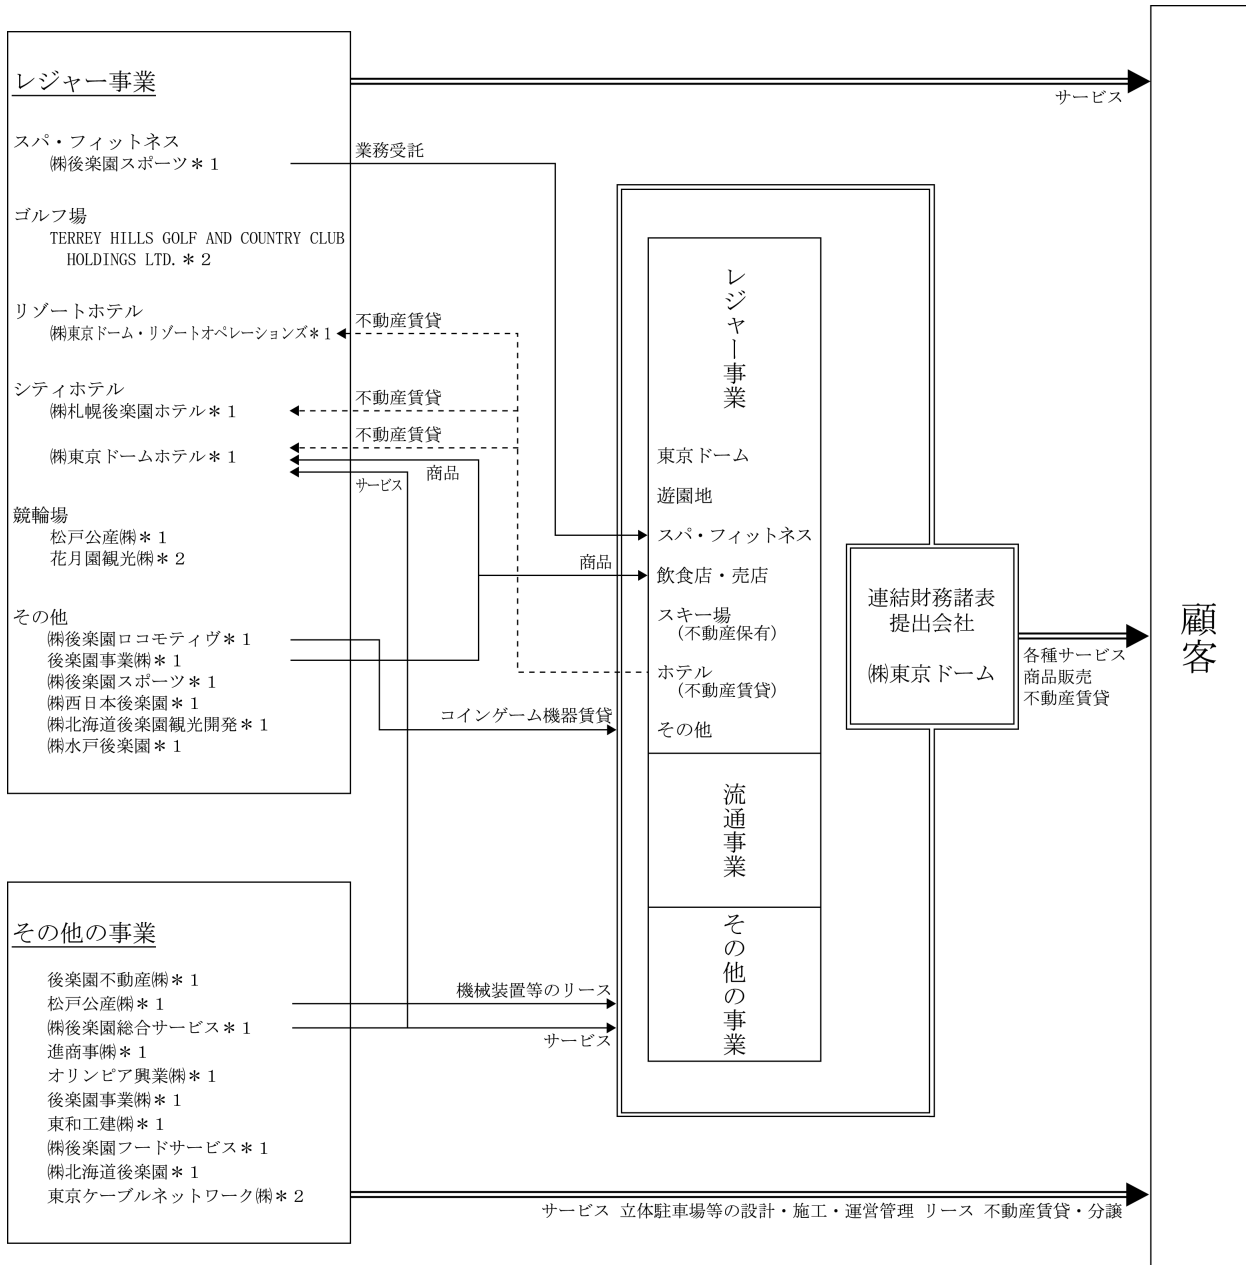 レジャー事業
スパ・フィットネス
㈱後楽園スポーツ＊1
ゴルフ場
TERREY HILLS GOLF AND COUNTRY CLUB
HOLDINGS LTD.＊2
リゾートホテル
㈱東京ドーム・リゾートオペレーションズ＊1
シティホテル
㈱札幌後楽園ホテル＊1
㈱東京ドームホテル＊1
競輪場
松戸公産㈱＊1
花月園観光㈱＊2
その他
㈱後楽園ロコモティヴ＊1
後楽園事業㈱＊1
㈱後楽園スポーツ＊1
㈱西日本後楽園＊1
㈱北海道後楽園観光開発＊1
㈱水戸後楽園＊1
その他の事業
後楽園不動産㈱＊1
松戸公産㈱＊1
㈱後楽園総合サービス＊1
進商事㈱＊1
オリンピア興業㈱＊1
後楽園事業㈱＊1
東和工建㈱＊1
㈱後楽園フードサービス＊1
㈱北海道後楽園＊1
東京ケーブルネットワーク㈱＊2
サービス
業務受託
不動産賃貸
不動産賃貸
不動産賃貸
商品
サービス
商品
コインゲーム機器賃貸
機械装置等のリース
サービス
レジャー事業
東京ドーム
遊園地
スパ・フィットネス
飲食店・売店
スキー場
(不動産保有)
ホテル
(不動産賃貸)
その他
流通事業
その他の事業
連結財務諸表
提出会社
㈱東京ドーム
各種サービス
商品販売
不動産賃貸
サービス 立体駐車場等の設計・施工・運営管理 リース 不動産賃貸・分譲
顧客